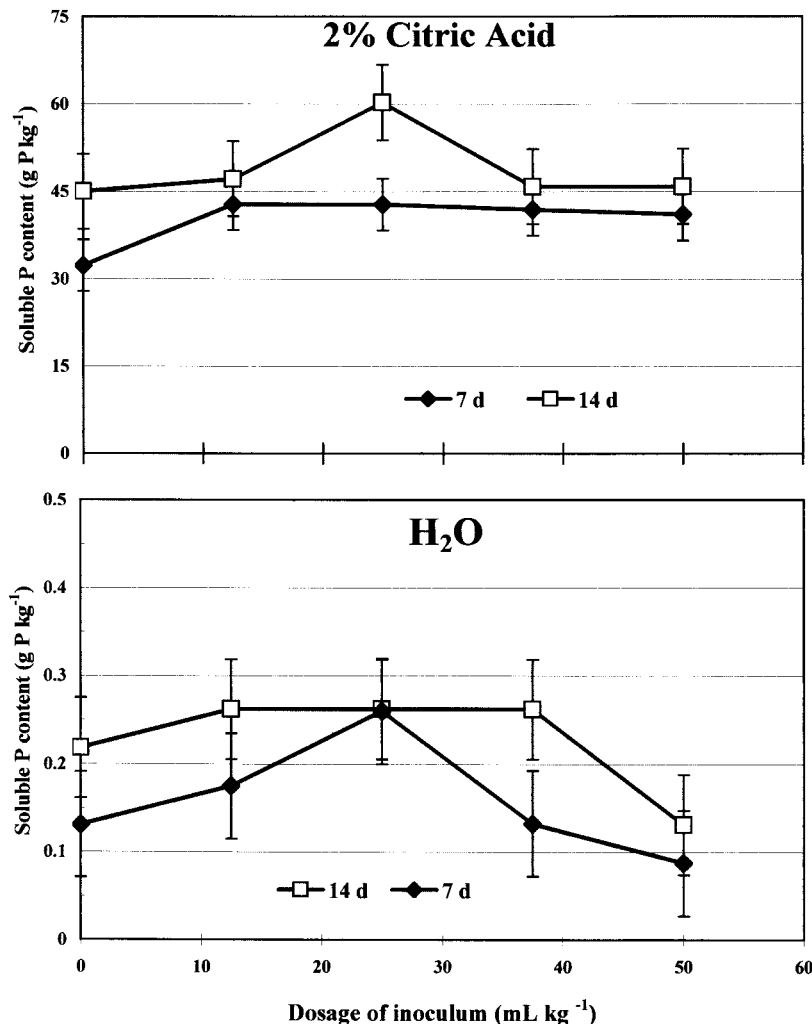 2% Citric Acid
Soluble P content (g P kg⁻¹)
75
60
45
30
15
0
7 d 14 d
H₂O
Soluble P content (g P kg⁻¹)
0.5
0.4
0.3
0.2
0.1
0
14 d 7 d
0 10 20 30 40 50 60
Dosage of inoculum (mL kg ⁻¹)